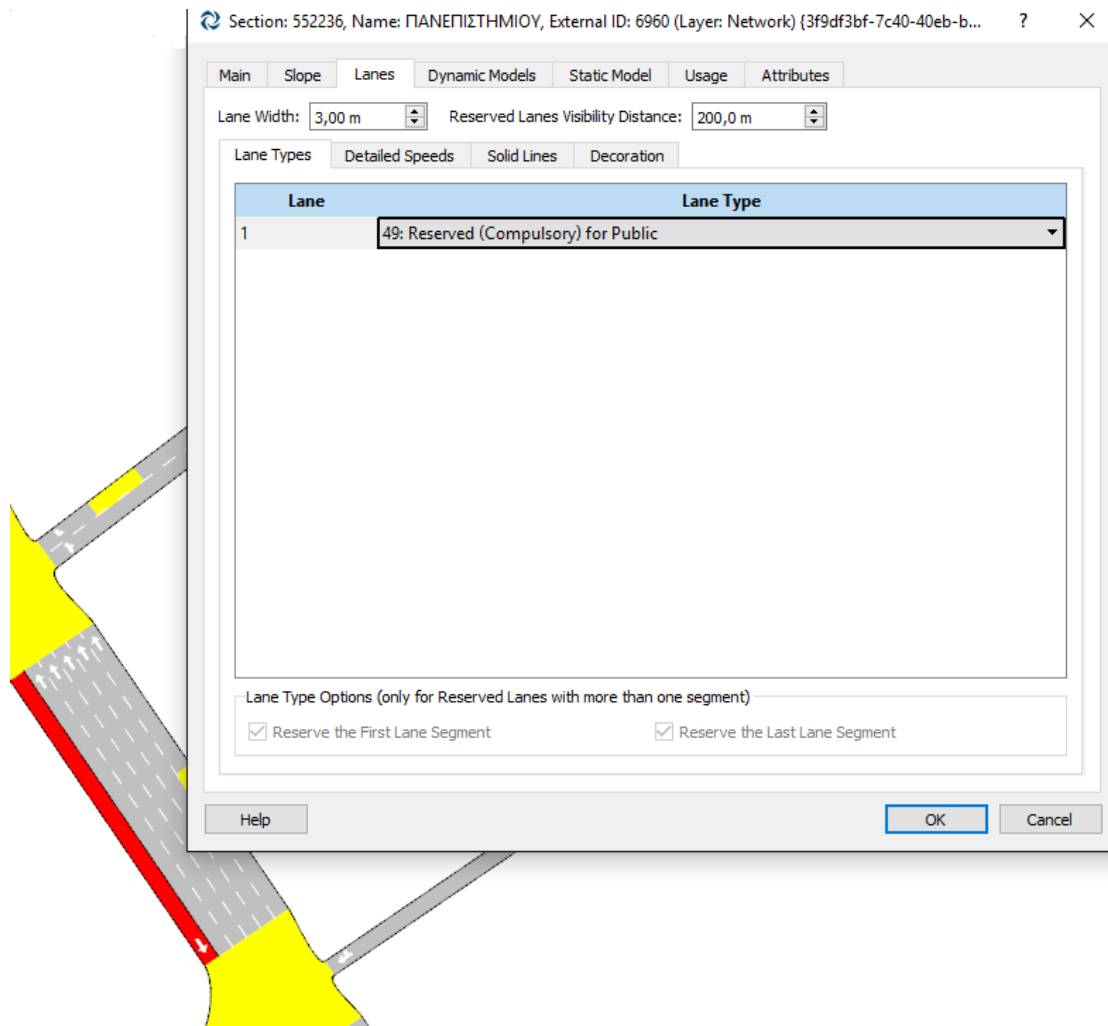 Section: 552236, Name: ΠΑΝΕΠΙΣΤΗΜΙΟΥ, External ID: 6960 (Layer: Network) {3f9df3bf-7c40-40eb-b... ? ×
Main Slope Lanes Dynamic Models Static Model Usage Attributes
Lane Width: 3,00 m Reserved Lanes Visibility Distance: 200,0 m
Lane Types Detailed Speeds Solid Lines Decoration
Lane Lane Type
1 49: Reserved (Compulsory) for Public
Lane Type Options (only for Reserved Lanes with more than one segment)
Reserve the First Lane Segment Reserve the Last Lane Segment
Help OK Cancel